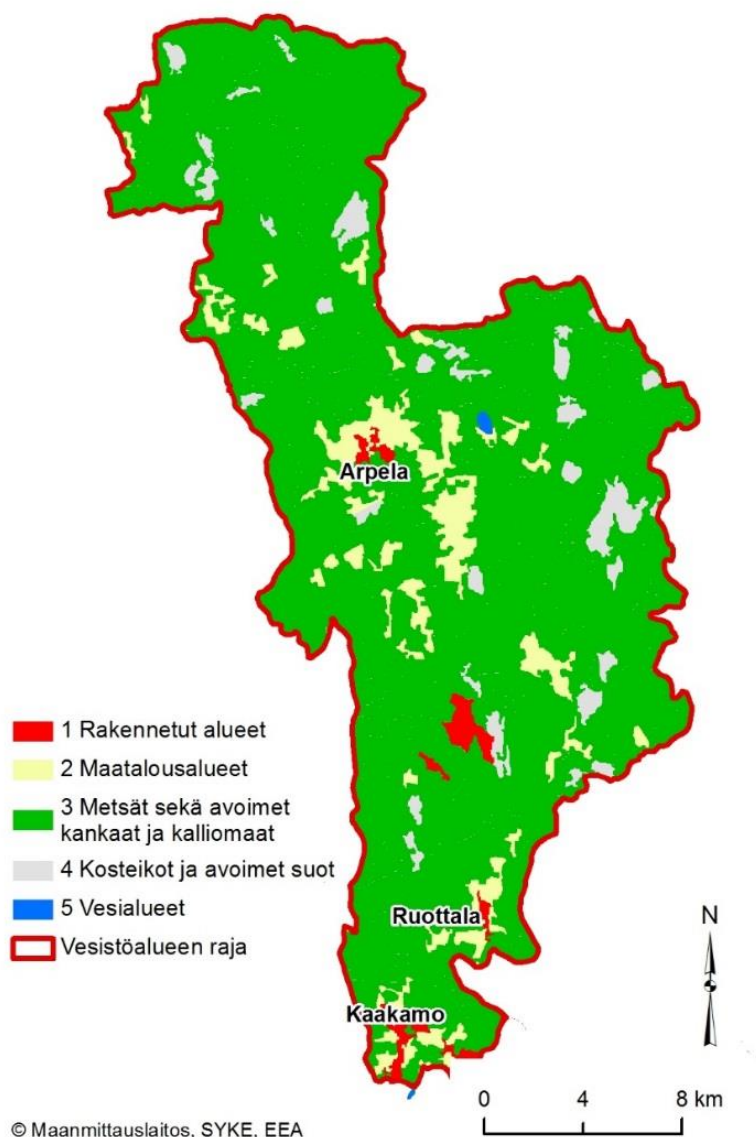 Arpela
1 Rakennetut alueet
2 Maatalousalueet
3 Metsät sekä avoimet
kankaat ja kalliomaat
4 Kosteikot ja avoimet suot
5 Vesialueet
Vesistöalueen raja
Ruottala
N
Kaakamo
0 4 8 km
© Maanmittauslaitos, SYKE, EEA